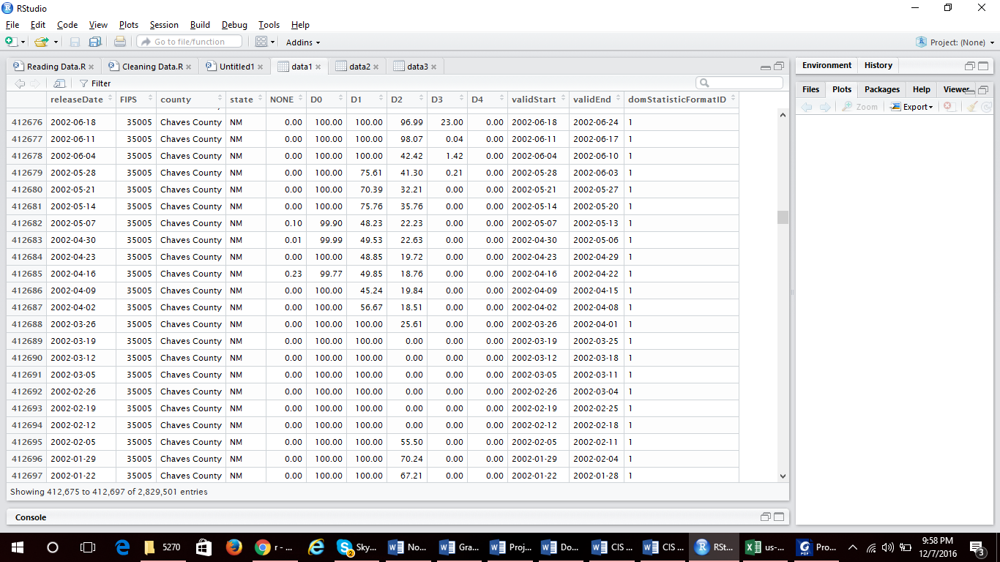 RStudio
File Edit Code View Plots Session Build Debug Tools Help
Go to file/function Addins Project: (None)
Reading Data.R Cleaning Data.R Untitled1 data1 data2 data3
Filter
releaseDate FIPS county state NONE D0 D1 D2 D3 D4 validStart validEnd domStatisticFormatID
412676 2002-06-18 35005 Chaves County NM 0.00 100.00 100.00 96.99 23.00 0.00 2002-06-18 2002-06-24 1
412677 2002-06-11 35005 Chaves County NM 0.00 100.00 100.00 98.07 0.04 0.00 2002-06-11 2002-06-17 1
412678 2002-06-04 35005 Chaves County NM 0.00 100.00 100.00 42.42 1.42 0.00 2002-06-04 2002-06-10 1
412679 2002-05-28 35005 Chaves County NM 0.00 100.00 75.61 41.30 0.21 0.00 2002-05-28 2002-06-03 1
412680 2002-05-21 35005 Chaves County NM 0.00 100.00 70.39 32.21 0.00 0.00 2002-05-21 2002-05-27 1
412681 2002-05-14 35005 Chaves County NM 0.00 100.00 75.76 35.76 0.00 0.00 2002-05-14 2002-05-20 1
412682 2002-05-07 35005 Chaves County NM 0.10 99.90 48.23 22.23 0.00 0.00 2002-05-07 2002-05-13 1
412683 2002-04-30 35005 Chaves County NM 0.01 99.99 49.53 22.63 0.00 0.00 2002-04-30 2002-05-06 1
412684 2002-04-23 35005 Chaves County NM 0.00 100.00 48.85 19.72 0.00 0.00 2002-04-23 2002-04-29 1
412685 2002-04-16 35005 Chaves County NM 0.23 99.77 49.85 18.76 0.00 0.00 2002-04-16 2002-04-22 1
412686 2002-04-09 35005 Chaves County NM 0.00 100.00 45.24 19.84 0.00 0.00 2002-04-09 2002-04-15 1
412687 2002-04-02 35005 Chaves County NM 0.00 100.00 56.67 18.51 0.00 0.00 2002-04-02 2002-04-08 1
412688 2002-03-26 35005 Chaves County NM 0.00 100.00 100.00 25.61 0.00 0.00 2002-03-26 2002-04-01 1
412689 2002-03-19 35005 Chaves County NM 0.00 100.00 100.00 0.00 0.00 0.00 2002-03-19 2002-03-25 1
412690 2002-03-12 35005 Chaves County NM 0.00 100.00 100.00 0.00 0.00 0.00 2002-03-12 2002-03-18 1
412691 2002-03-05 35005 Chaves County NM 0.00 100.00 100.00 0.00 0.00 0.00 2002-03-05 2002-03-11 1
412692 2002-02-26 35005 Chaves County NM 0.00 100.00 100.00 0.00 0.00 0.00 2002-02-26 2002-03-04 1
412693 2002-02-19 35005 Chaves County NM 0.00 100.00 100.00 0.00 0.00 0.00 2002-02-19 2002-02-25 1
412694 2002-02-12 35005 Chaves County NM 0.00 100.00 100.00 0.00 0.00 0.00 2002-02-12 2002-02-18 1
412695 2002-02-05 35005 Chaves County NM 0.00 100.00 100.00 55.50 0.00 0.00 2002-02-05 2002-02-11 1
412696 2002-01-29 35005 Chaves County NM 0.00 100.00 100.00 70.24 0.00 0.00 2002-01-29 2002-02-04 1
412697 2002-01-22 35005 Chaves County NM 0.00 100.00 100.00 67.21 0.00 0.00 2002-01-22 2002-01-28 1
Showing 412,675 to 412,697 of 2,829,501 entries
Console
Environment History
Files Plots Packages Help Viewer
Zoom Export
5270 r - ... Sky... 2 No... Gra... Proj... Do... CIS ... CIS ... RSt... us-... Pro...
9:58 PM
12/7/2016
3